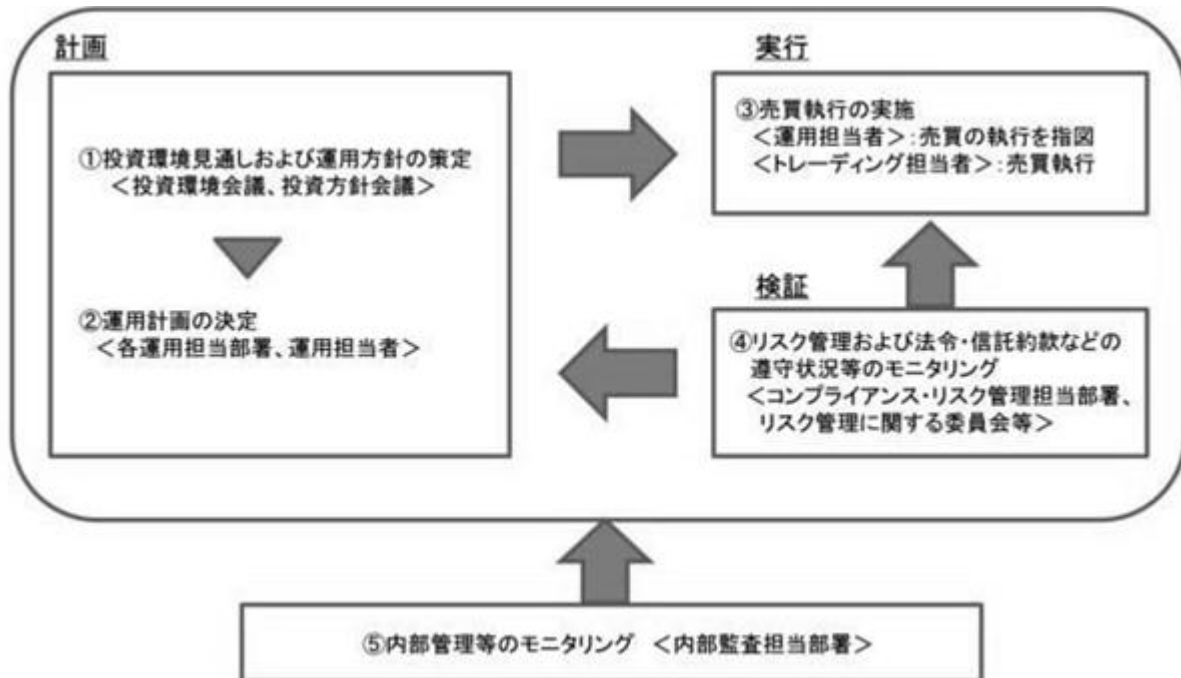 計画
①投資環境見通しおよび運用方針の策定
＜投資環境会議、投資方針会議＞
②運用計画の決定
＜各運用担当部署、運用担当者＞
実行
③売買執行の実施
＜運用担当者＞：売買の執行を指図
＜トレーディング担当者＞：売買執行
検証
④リスク管理および法令・信託約款などの
遵守状況等のモニタリング
＜コンプライアンス・リスク管理担当部署、
リスク管理に関する委員会等＞
⑤内部管理等のモニタリング　＜内部監査担当部署＞